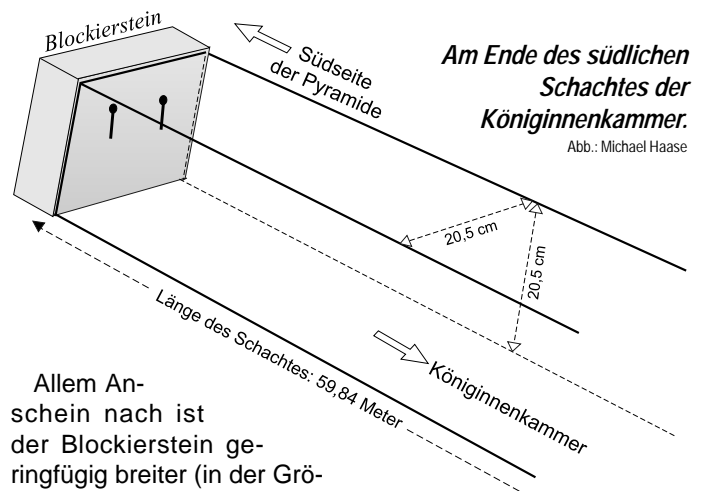 Blockierstein
Südseite
der Pyramide
Am Ende des südlichen
Schachtes der
Königinnenkammer.
Abb.: Michael Haase
20,5 cm
20,5 cm
Länge des Schachtes: 59,84 Meter
Königinnenkammer
Allem An-
schein nach ist
der Blockierstein ge-
ringfügig breiter (in der Grö-